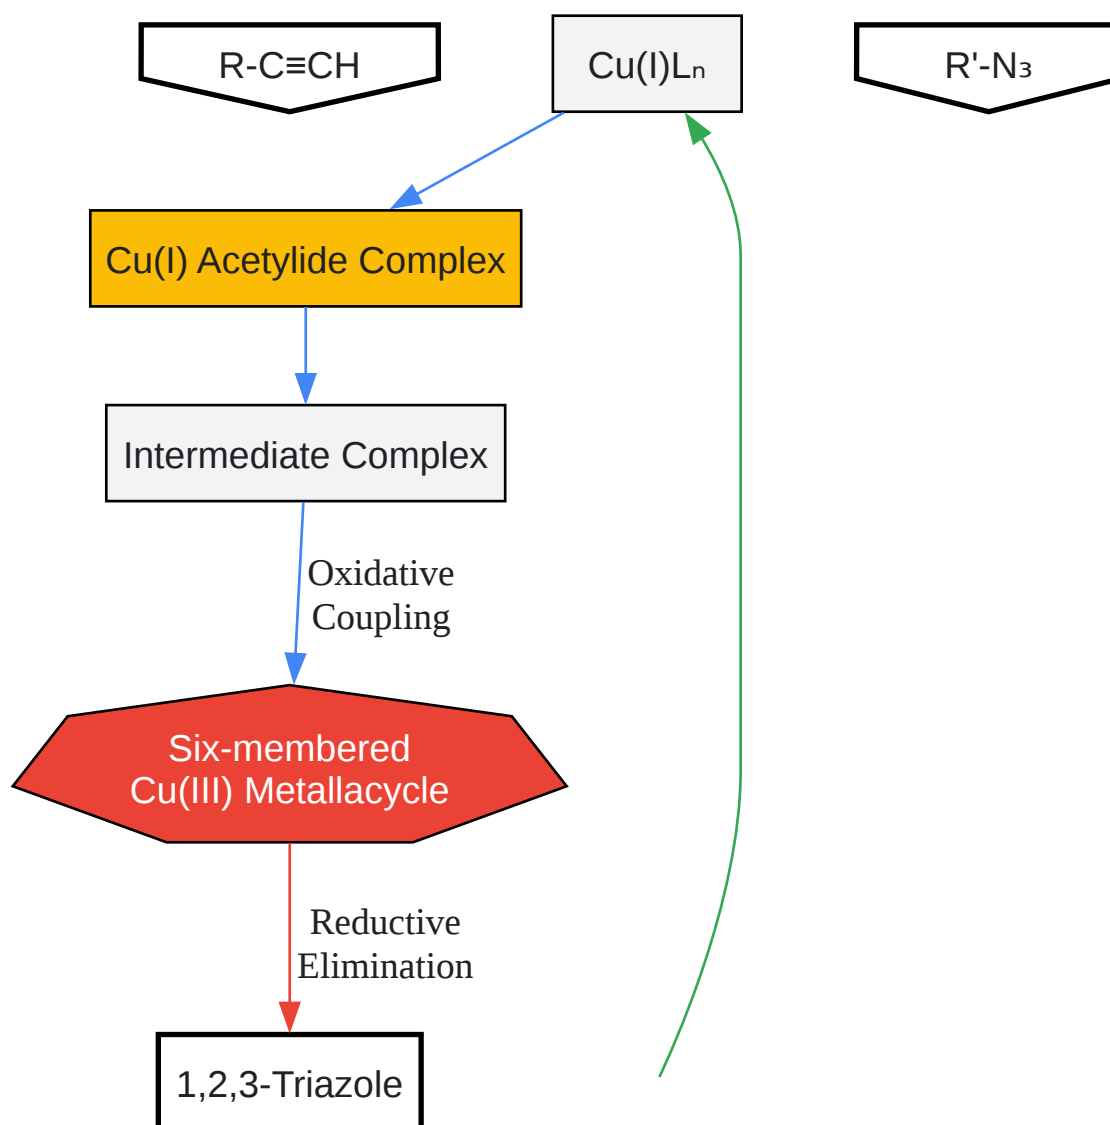 R-C≡CH
Cu(I)Lₙ
R'-N₃
Cu(I) Acetylide Complex
Intermediate Complex
Oxidative
Coupling
Six-membered
Cu(III) Metallacycle
Reductive
Elimination
1,2,3-Triazole